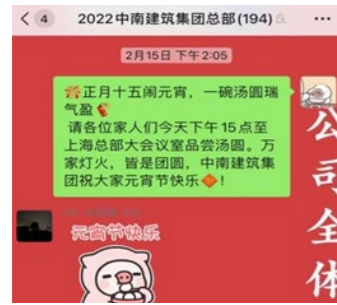 4
2022中南建筑集团总部(194)
2月15日 下午2:05
正月十五闹元宵，一碗汤圆瑞
气盈
请各位家人们今天下午15点至
上海总部大会议室品尝汤圆。万
家灯火，皆是团圆，中南建筑集
团祝大家元宵节快乐！
公司全体
元宵节快乐